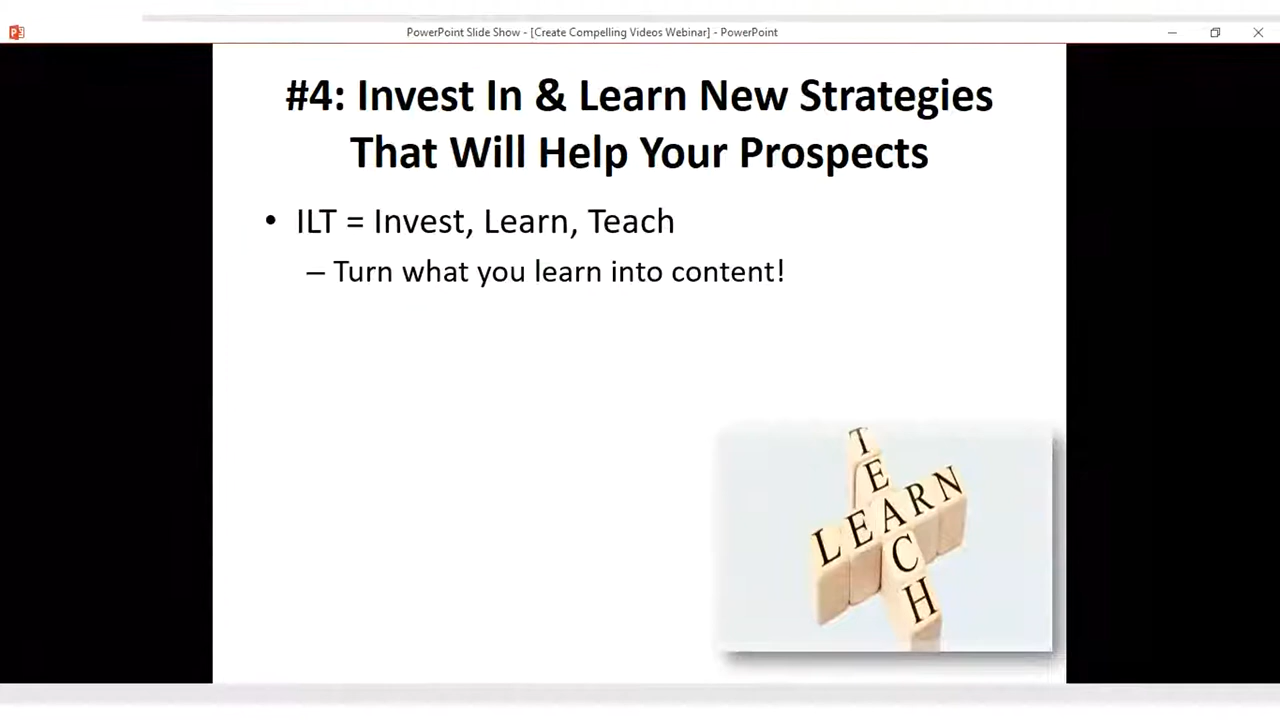 PowerPoint Slide Show - [Create Compelling Videos Webinar] - PowerPoint
#4: Invest In & Learn New Strategies
That Will Help Your Prospects
• ILT = Invest, Learn, Teach
– Turn what you learn into content!
TEACH
LEARN